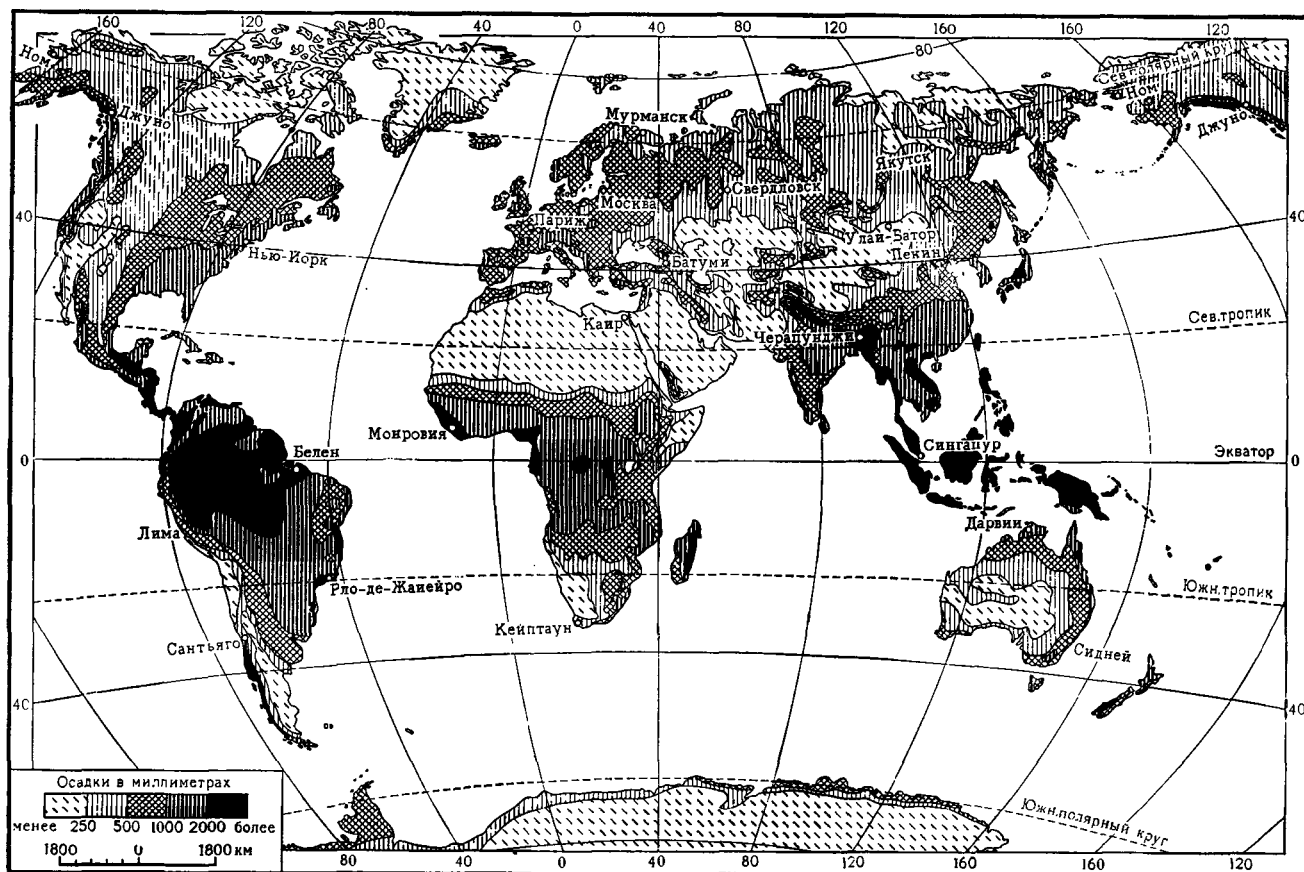 160 120 80 0 40 80 120 160 160 120
80
Ном
Сев.полярный круг
Ном
Джуно
Джуно
Мурманск
Якутск
Свердловск
Москва
Париж
40
40
Улан-Батор
Пекин
Нью-Йорк
Батуми
Каир
Сев.тропик
Черапунджи
Монровия
Сингапур
Белен
0
Экватор
0
Лима
Дарвин
Рло-де-Жанейро
Южн.тропик
Кейптаун
Сантьяго
Сидней
40
40
Осадки в миллиметрах
менее 250 500 1000 2000 более
1800 0 1800 км
Южн.полярный круг
80 40 0 40 80 120 160 160 120